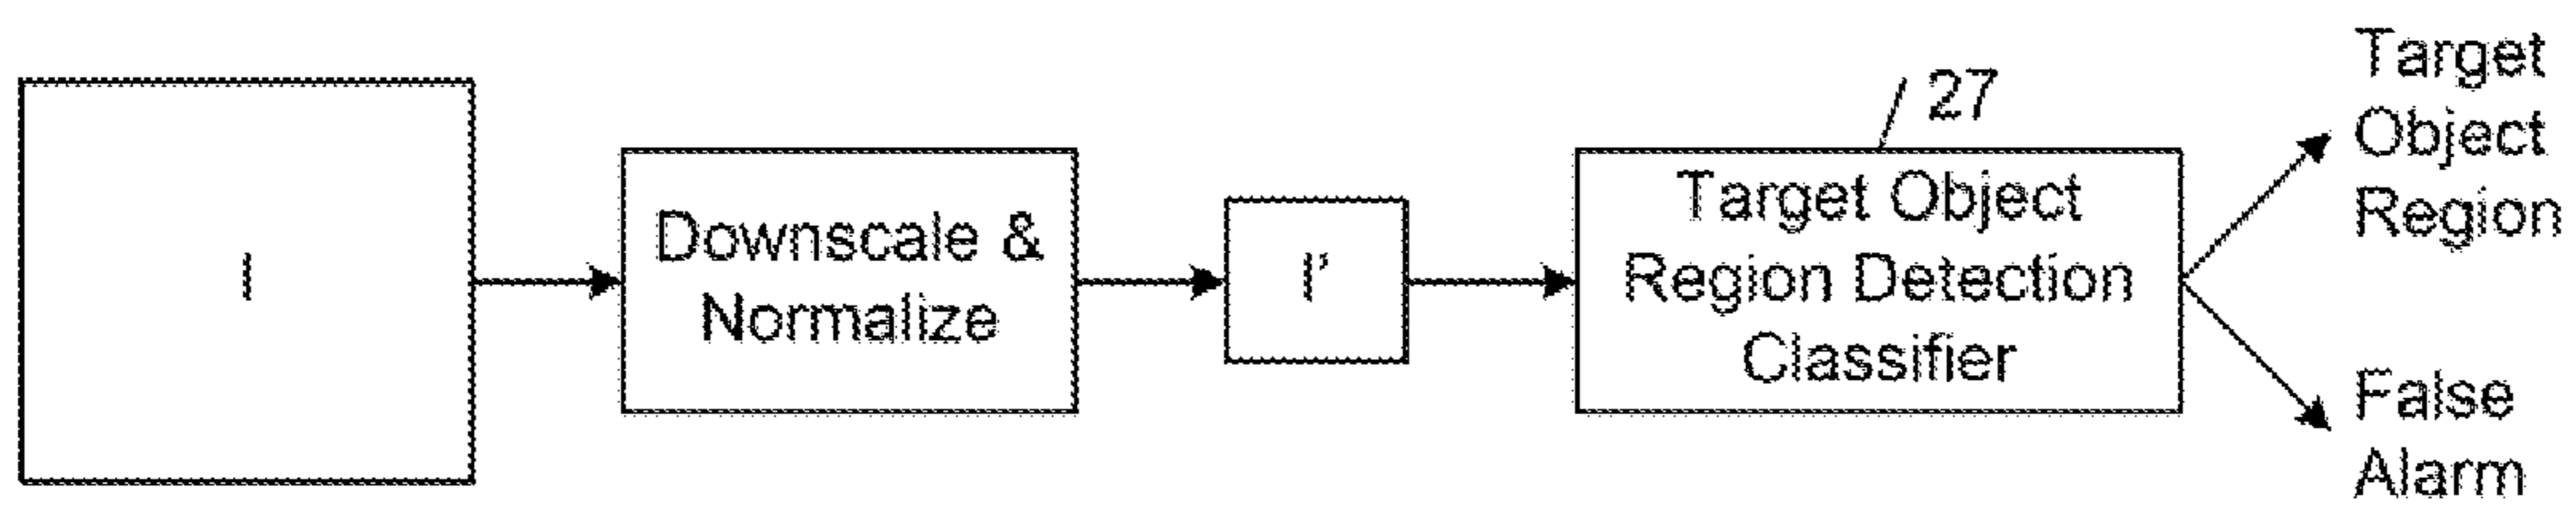 I
Downscale &
Normalize
I'
27
Target Object
Region Detection
Classifier
Target
Object
Region
False
Alarm